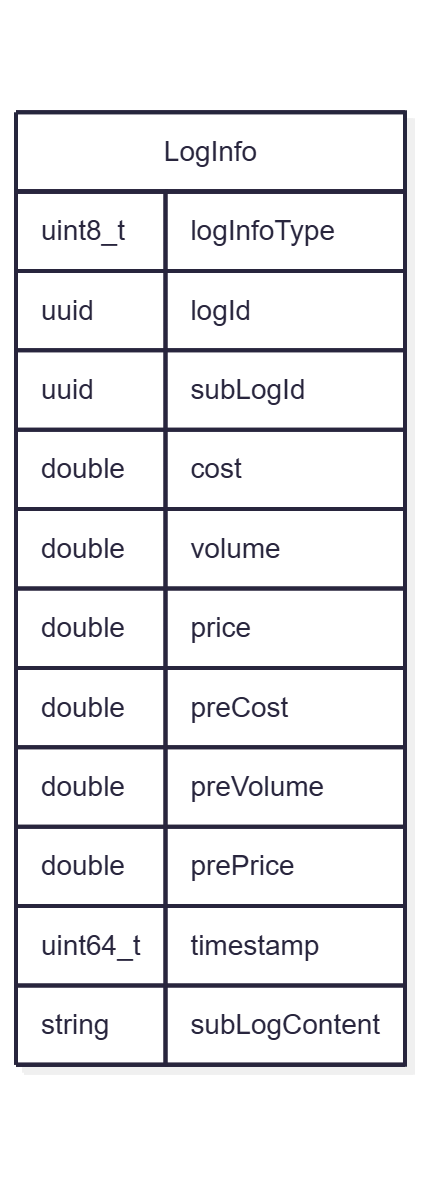 LogInfo
uint8_t logInfoType
uuid logId
uuid subLogId
double cost
double volume
double price
double preCost
double preVolume
double prePrice
uint64_t timestamp
string subLogContent